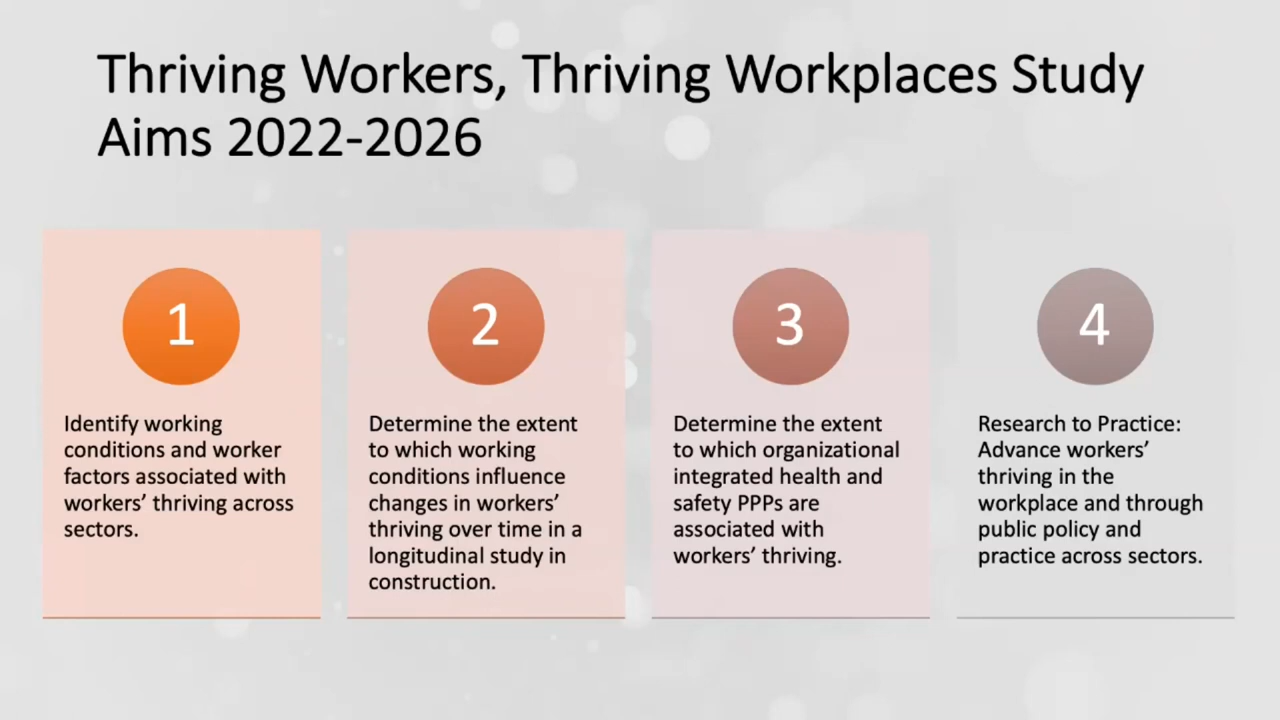 Thriving Workers, Thriving Workplaces Study
Aims 2022-2026
1
Identify working
conditions and worker
factors associated with
workers’ thriving across
sectors.
2
Determine the extent
to which working
conditions influence
changes in workers’
thriving over time in a
longitudinal study in
construction.
3
Determine the extent
to which organizational
integrated health and
safety PPPs are
associated with
workers’ thriving.
4
Research to Practice:
Advance workers’
thriving in the
workplace and through
public policy and
practice across sectors.